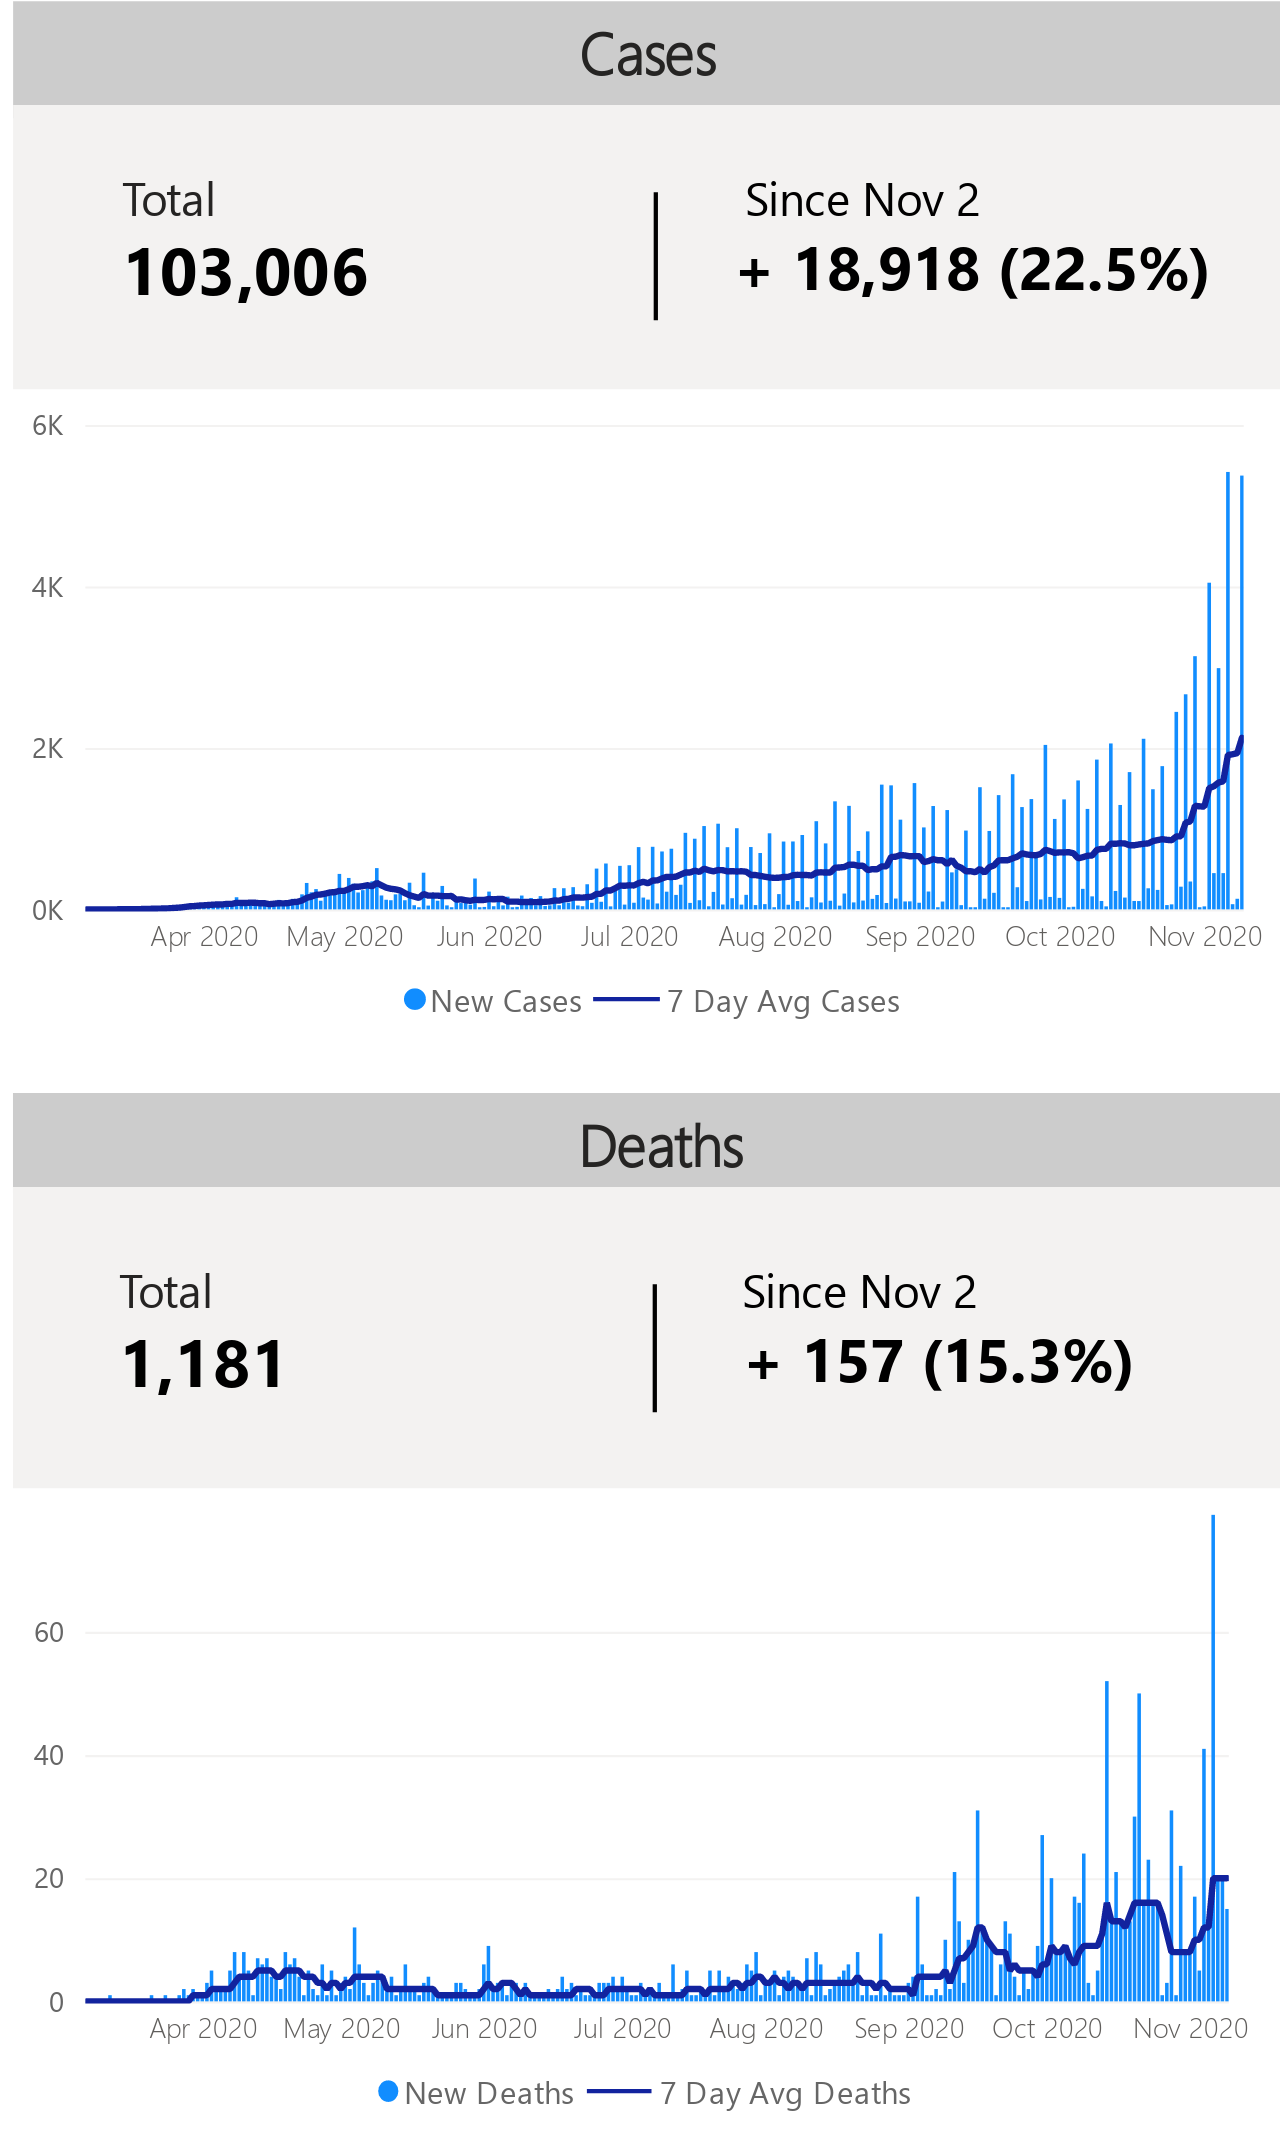 Cases
Total
Since Nov 2
103,006
+ 18,918 (22.5%)
6K
4K
2K
0K
Apr 2020 May 2020 Jun 2020 Jul 2020 Aug 2020 Sep 2020 Oct 2020 Nov 2020
New Cases 7 Day Avg Cases
Deaths
Total
Since Nov 2
1,181
+ 157 (15.3%)
60
40
20
0
Apr 2020 May 2020 Jun 2020 Jul 2020 Aug 2020 Sep 2020 Oct 2020 Nov 2020
New Deaths 7 Day Avg Deaths